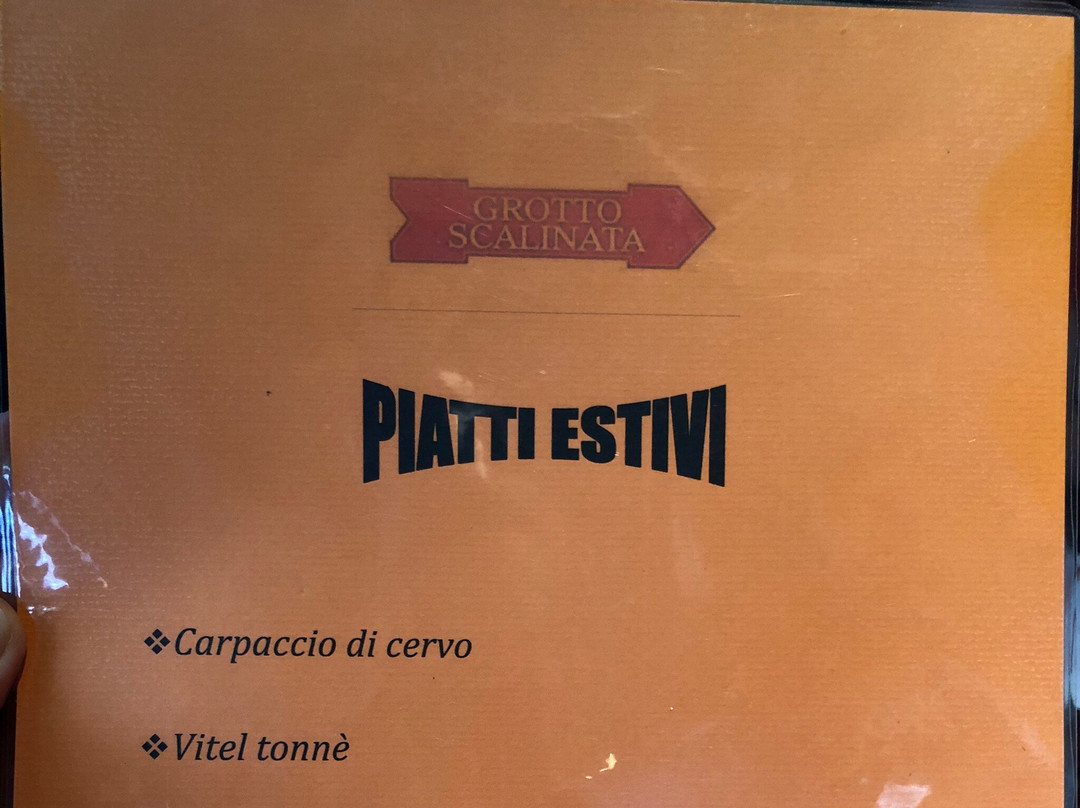 GROTTO
SCALINATA
PIATTI ESTIVI
❖Carpaccio di cervo
❖Vitel tonnè